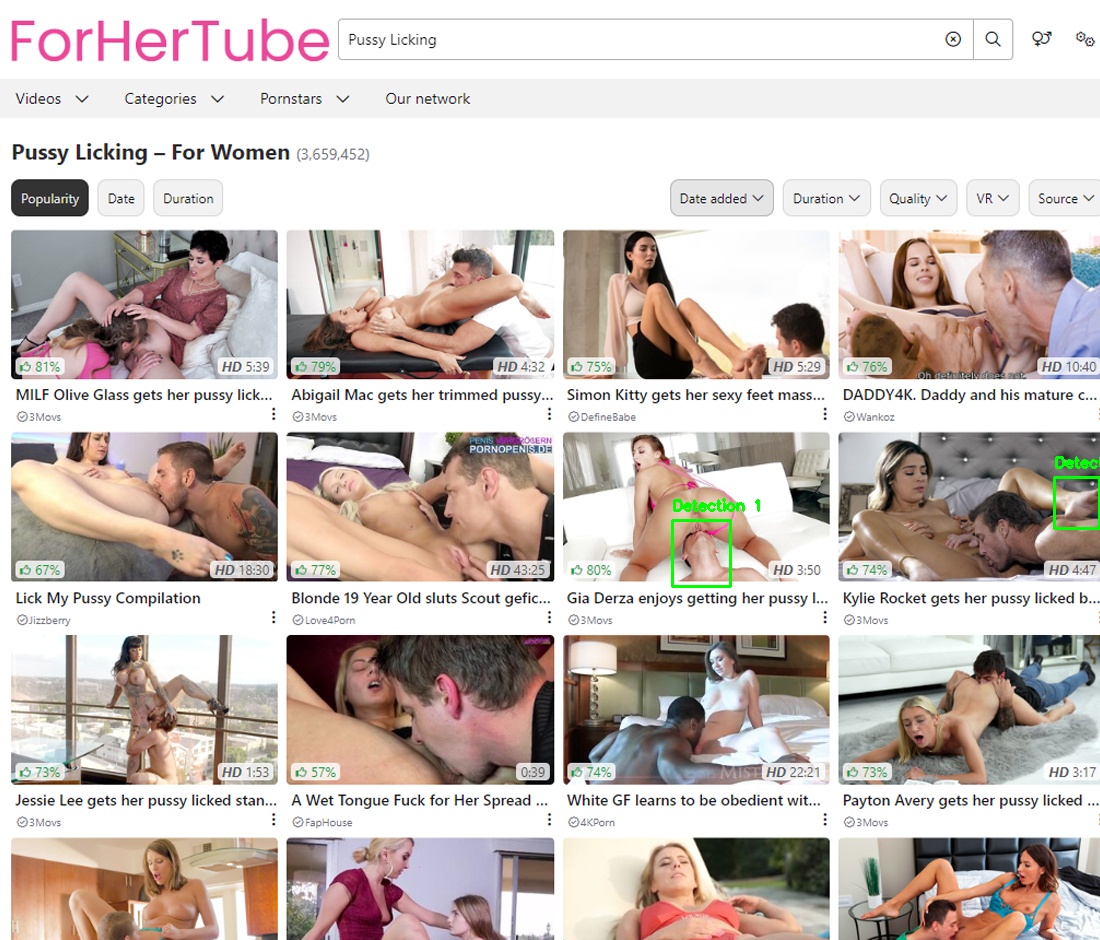 ForHerTube
Pussy Licking
Videos Categories Pornstars Our network
Pussy Licking – For Women (3,659,452)
Popularity Date Duration Date added Duration Quality VR Source
81% HD 5:39 79% HD 4:32 75% HD 5:29 Oh definitely does not. 76% HD 10:40
MILF Olive Glass gets her pussy lick... Abigail Mac gets her trimmed pussy... Simon Kitty gets her sexy feet mass... DADDY4K. Daddy and his mature c...
3Movs 3Movs DefineBabe Wankoz
PENIS VERGRÖßERN
PORNOPENIS.DE
Detection 1 Detec
67% HD 18:30 77% HD 43:25 80% HD 3:50 74% HD 4:47
Lick My Pussy Compilation Blonde 19 Year Old sluts Scout gefic... Gia Derza enjoys getting her pussy l... Kylie Rocket gets her pussy licked b...
Jizzberry Love4Porn 3Movs 3Movs
73% HD 1:53 57% 0:39 74% HD 22:21 73% HD 3:17
Jessie Lee gets her pussy licked stan... A Wet Tongue Fuck for Her Spread ... White GF learns to be obedient wit... Payton Avery gets her pussy licked ...
3Movs FapHouse 4KPorn 3Movs